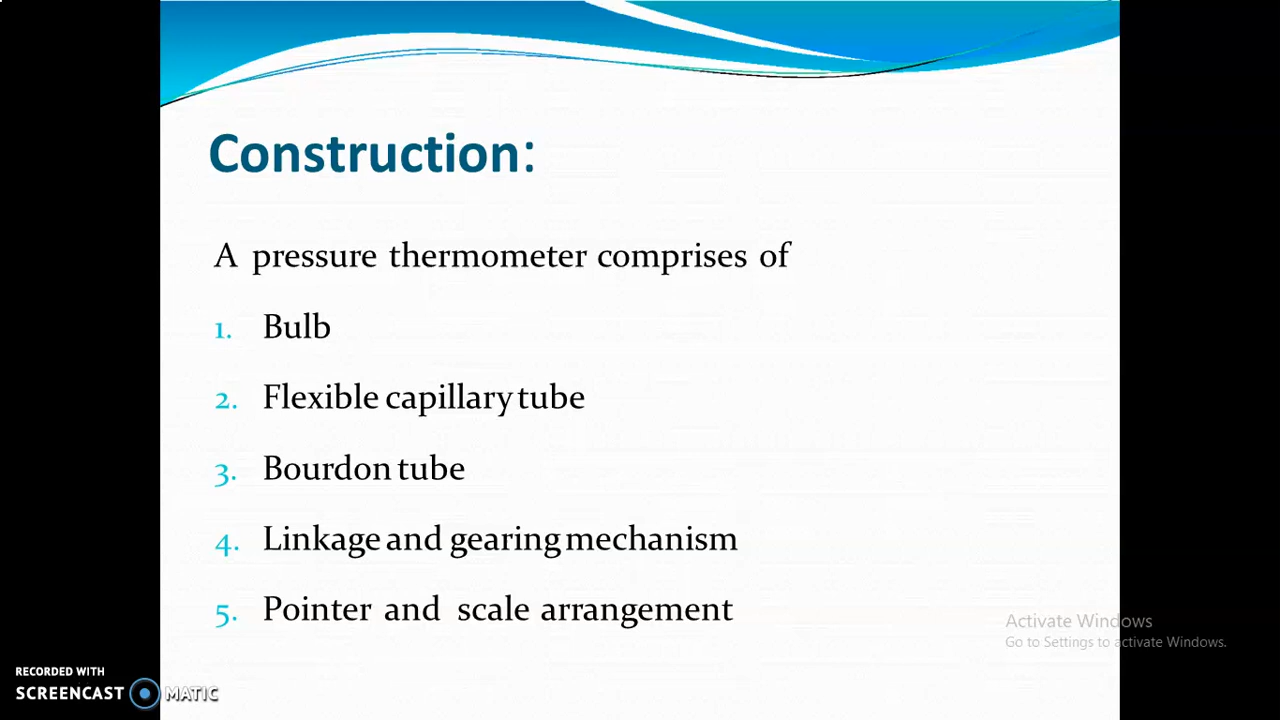 Construction:
A pressure thermometer comprises of
1. Bulb
2. Flexible capillary tube
3. Bourdon tube
4. Linkage and gearing mechanism
5. Pointer and scale arrangement
Activate Windows
Go to Settings to activate Windows.
RECORDED WITH
SCREENCAST MATIC